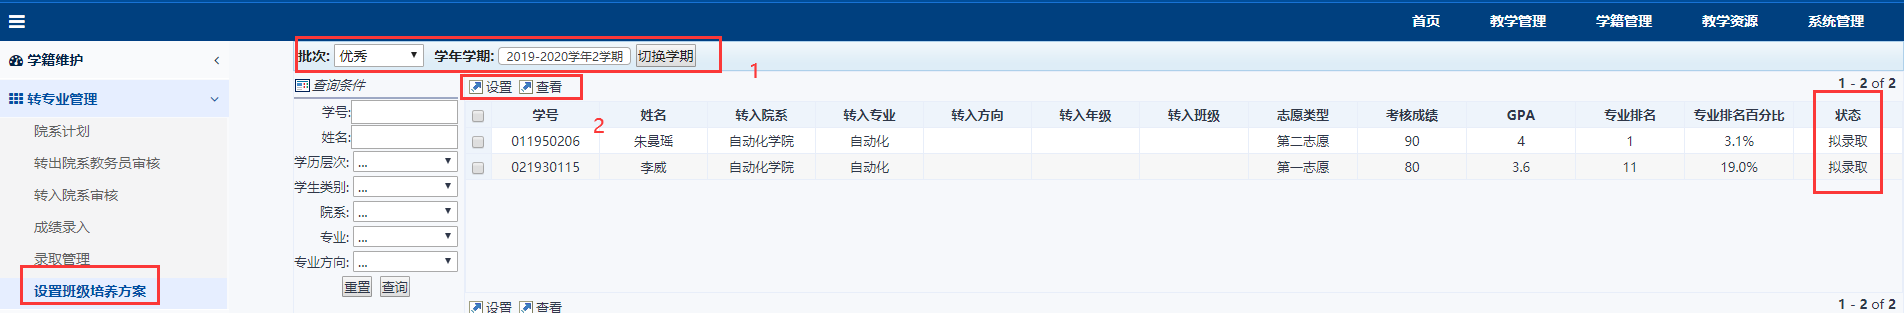 首页 教学管理 学籍管理 教学资源 系统管理
学籍维护
转专业管理
院系计划
转出院系教务员审核
转入院系审核
成绩录入
录取管理
设置班级培养方案
批次: 优秀 学年学期: 2019-2020学年2学期 切换学期
1
查询条件
学号:
姓名:
学历层次: ...
学生类别: ...
院系: ...
专业: ...
专业方向: ...
重置 查询
设置 查看
1 - 2 of 2
2
学号 姓名 转入院系 转入专业 转入方向 转入年级 转入班级 志愿类型 考核成绩 GPA 专业排名 专业排名百分比 状态
011950206 朱曼瑶 自动化学院 自动化 第二志愿 90 4 1 3.1% 拟录取
021930115 李威 自动化学院 自动化 第一志愿 80 3.6 11 19.0% 拟录取
设置 查看
1 - 2 of 2